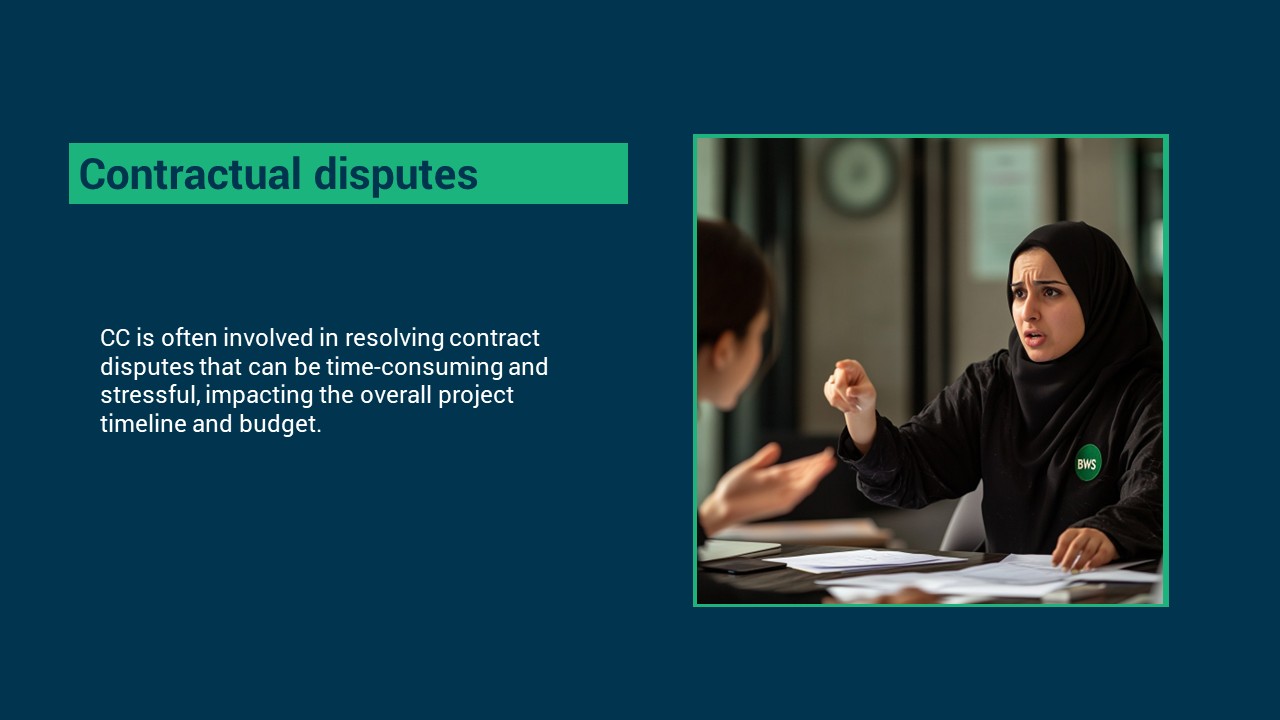 Contractual disputes
CC is often involved in resolving contract
disputes that can be time-consuming and
stressful, impacting the overall project
timeline and budget.
BWS